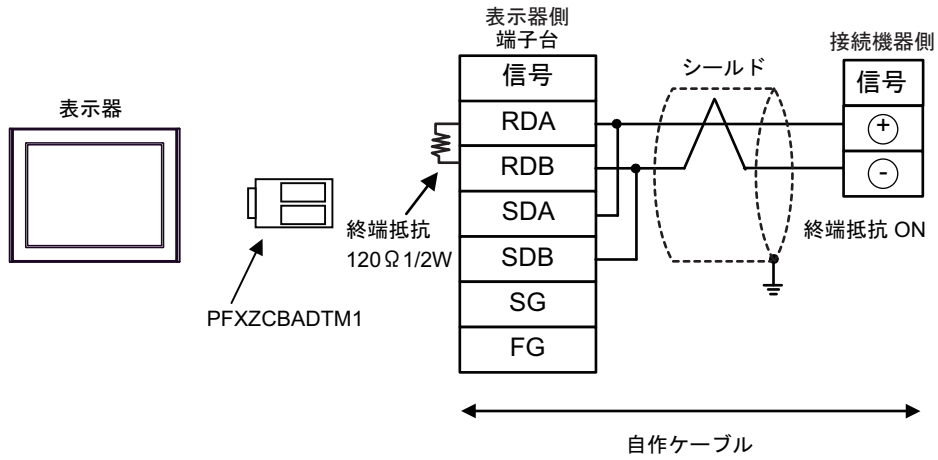 表示器
PFXZCBADTM1
終端抵抗
120Ω1/2W
表示器側
端子台
信号
RDA
RDB
SDA
SDB
SG
FG
シールド
接続機器側
信号
+
-
終端抵抗 ON
自作ケーブル